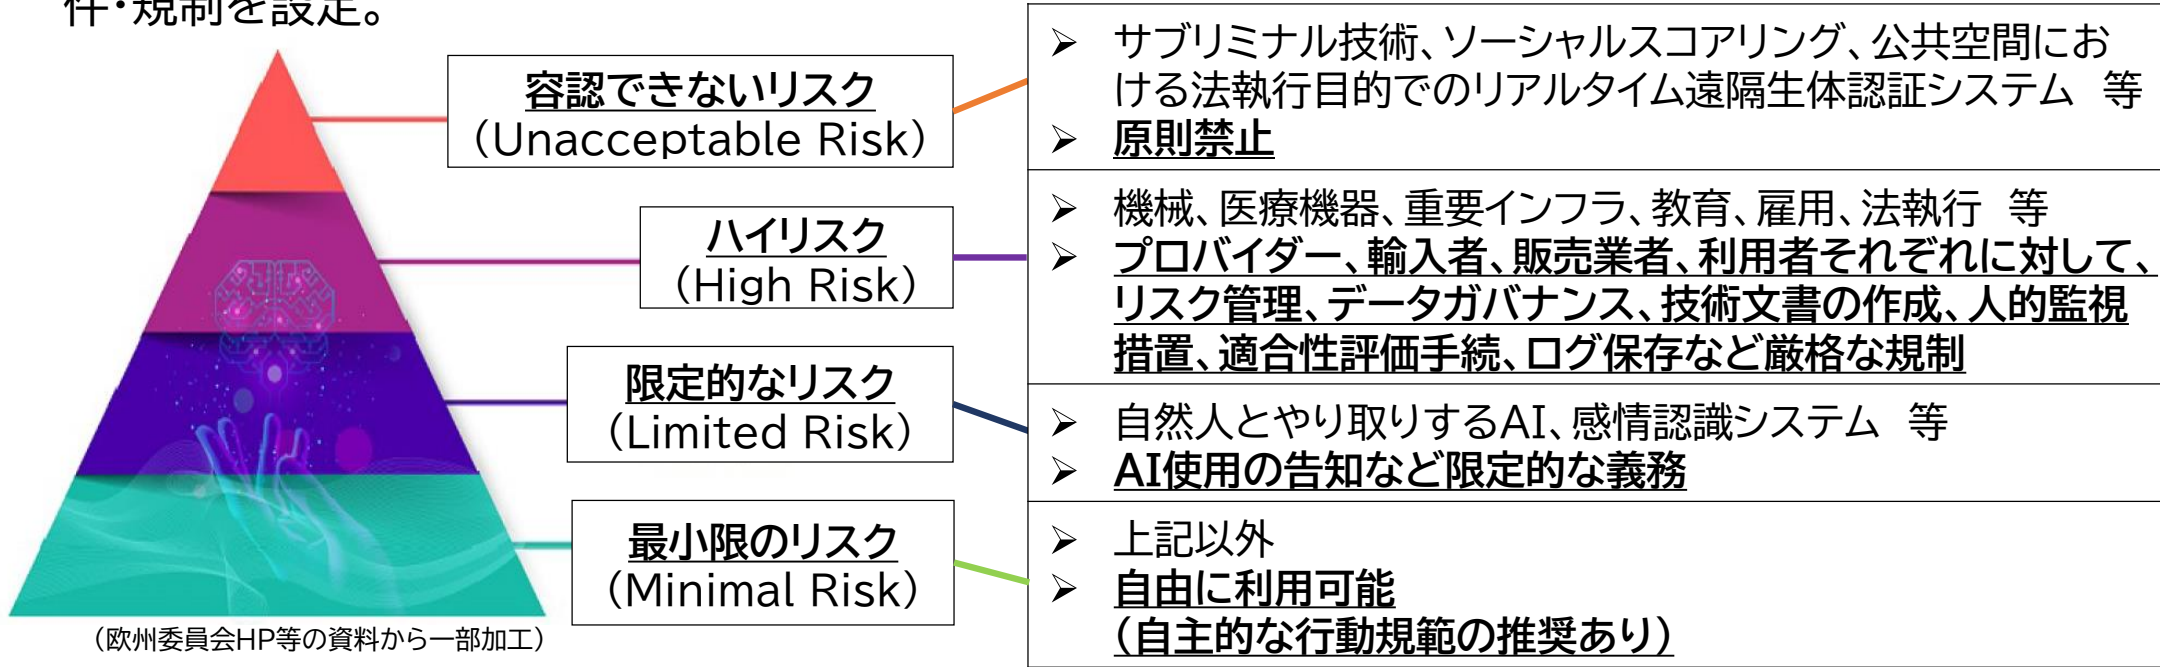 件・規制を設定。
容認できないリスク
(Unacceptable Risk)
➢ サブリミナル技術、ソーシャルスコアリング、公共空間にお
ける法執行目的でのリアルタイム遠隔生体認証システム 等
➢ 原則禁止
ハイリスク
(High Risk)
➢ 機械、医療機器、重要インフラ、教育、雇用、法執行 等
➢ プロバイダー、輸入者、販売業者、利用者それぞれに対して、
リスク管理、データガバナンス、技術文書の作成、人的監視
措置、適合性評価手続、ログ保存など厳格な規制
限定的なリスク
(Limited Risk)
➢ 自然人とやり取りするAI、感情認識システム 等
➢ AI使用の告知など限定的な義務
最小限のリスク
(Minimal Risk)
➢ 上記以外
➢ 自由に利用可能
(自主的な行動規範の推奨あり)
(欧州委員会HP等の資料から一部加工)